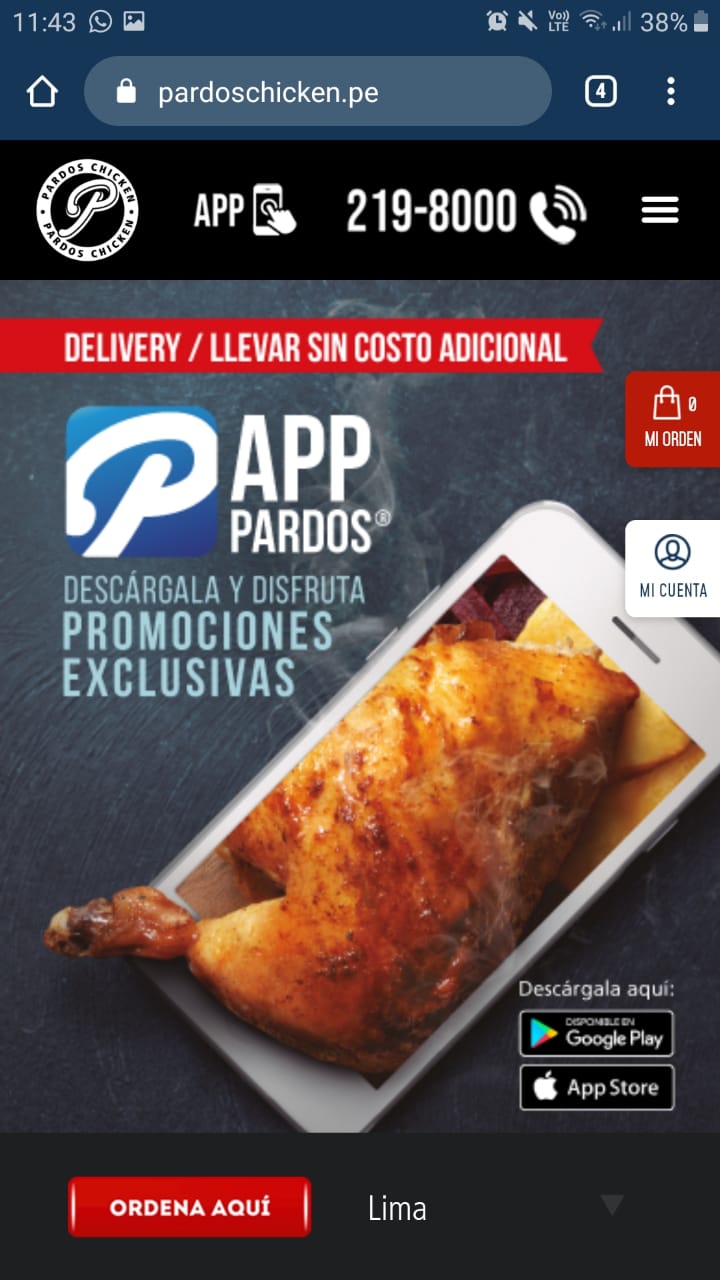 11:43
Vo))
LTE
38%
pardoschicken.pe
4
PARDOS CHICKEN
PARDOS CHICKEN
APP
219-8000
DELIVERY / LLEVAR SIN COSTO ADICIONAL
0
MI ORDEN
APP
PARDOS®
MI CUENTA
DESCÁRGALA Y DISFRUTA
PROMOCIONES
EXCLUSIVAS
Descárgala aquí:
DISPONIBLE EN
Google Play
App Store
ORDENA AQUÍ
Lima